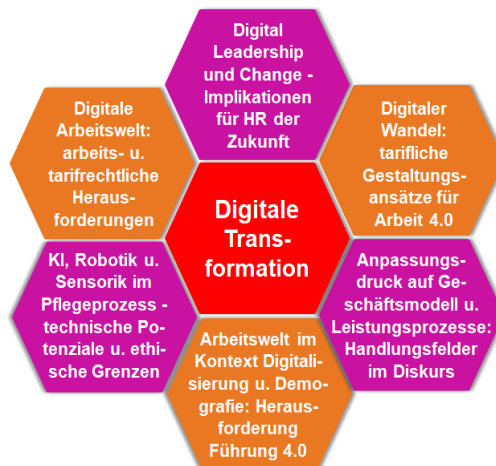 Digital
Leadership
und Change -
Implikationen
für HR der
Zukunft
Digitale
Arbeitswelt:
arbeits- u.
tarifrechtliche
Heraus-
forderungen
Digitaler
Wandel:
tarifliche
Gestaltungs-
ansätze für
Arbeit 4.0
Digitale
Trans-
formation
KI, Robotik u.
Sensorik im
Pflegeprozess -
technische Po-
tenziale u. ethi-
sche Grenzen
Anpassungs-
druck auf Ge-
schäftsmodell u.
Leistungsprozesse:
Handlungsfelder
im Diskurs
Arbeitswelt im
Kontext Digitali-
sierung u. Demo-
grafie: Heraus-
forderung
Führung 4.0